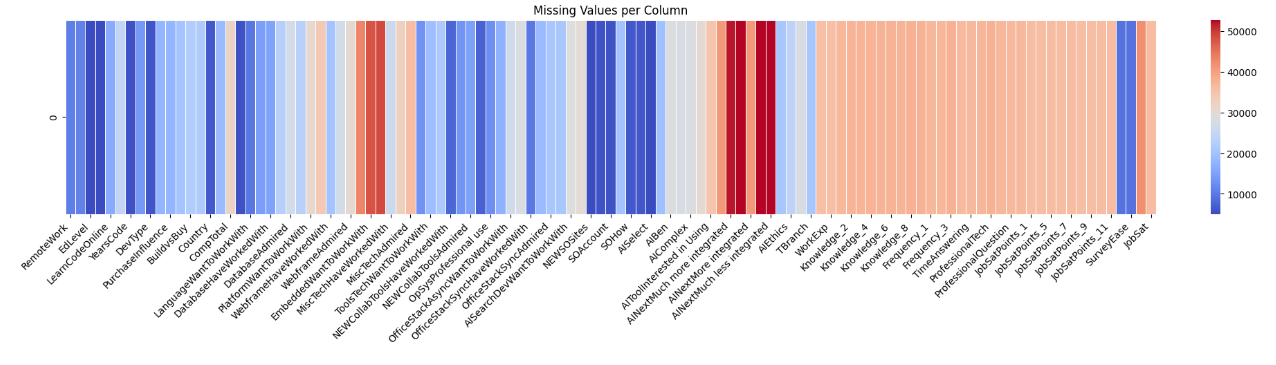 Missing Values per Column
0
50000
40000
30000
20000
10000
RemoteWork
EdLevel
LearnCodeOnline
YearsCode
DevType
PurchaseInfluence
BuildvsBuy
Country
CompTotal
LanguageWantToWorkWith
DatabaseHaveWorkedWith
DatabaseAdmired
PlatformWantToWorkWith
WebframeHaveWorkedWith
WebframeAdmired
EmbeddedWantToWorkWith
MiscTechHaveWorkedWith
MiscTechAdmired
ToolsTechWantToWorkWith
NEWCollabToolsHaveWorkedWith
NEWCollabToolsAdmired
OpSysProfessional use
OfficeStackAsyncWantToWorkWith
OfficeStackSyncHaveWorkedWith
OfficeStackSyncAdmired
AISearchDevWantToWorkWith
NEWSOSites
SOAccount
SOHow
AISelect
AIBen
AIComplex
AIToolInterested in Using
AINextMuch more integrated
AINextMore integrated
AINextMuch less integrated
AIEthics
TBranch
WorkExp
Knowledge_2
Knowledge_4
Knowledge_6
Knowledge_8
Frequency_1
Frequency_3
TimeAnswering
ProfessionalTech
ProfessionalQuestion
JobSatPoints_1
JobSatPoints_5
JobSatPoints_7
JobSatPoints_9
JobSatPoints_11
SurveyEase
JobSat